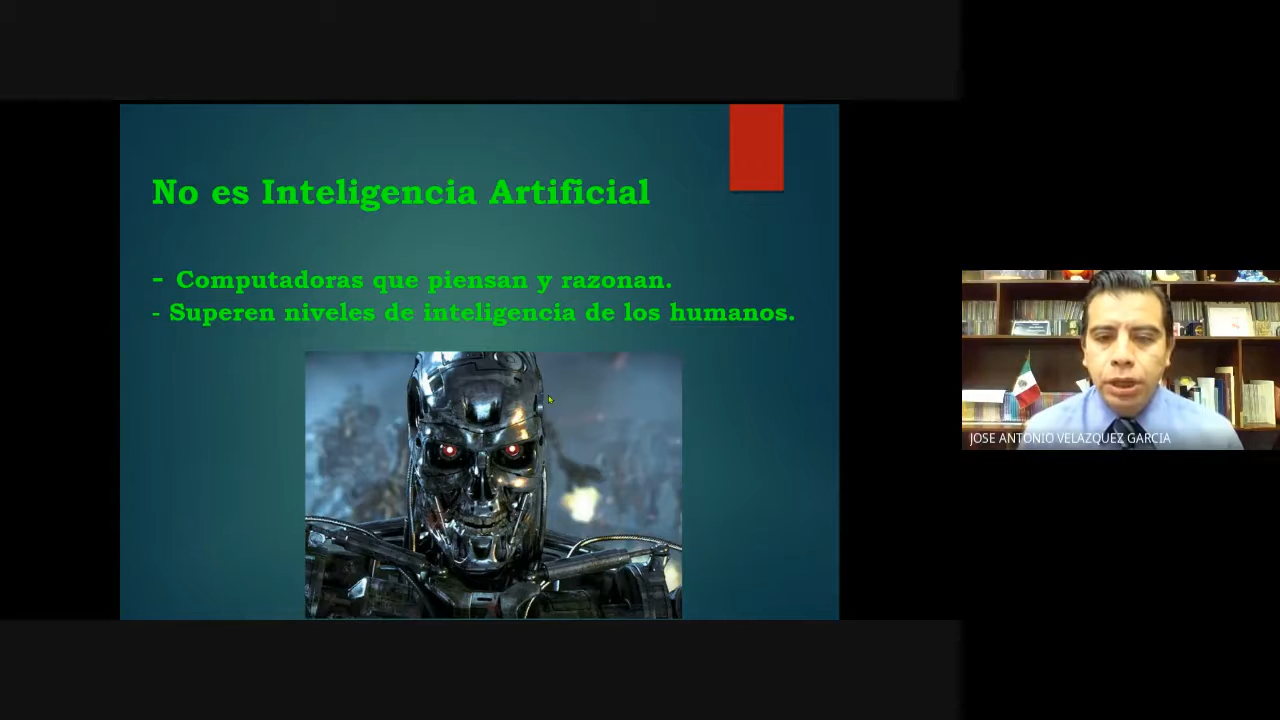 No es Inteligencia Artificial
- Computadoras que piensan y razonan.
- Superen niveles de inteligencia de los humanos.
JOSE ANTONIO VELAZQUEZ GARCIA